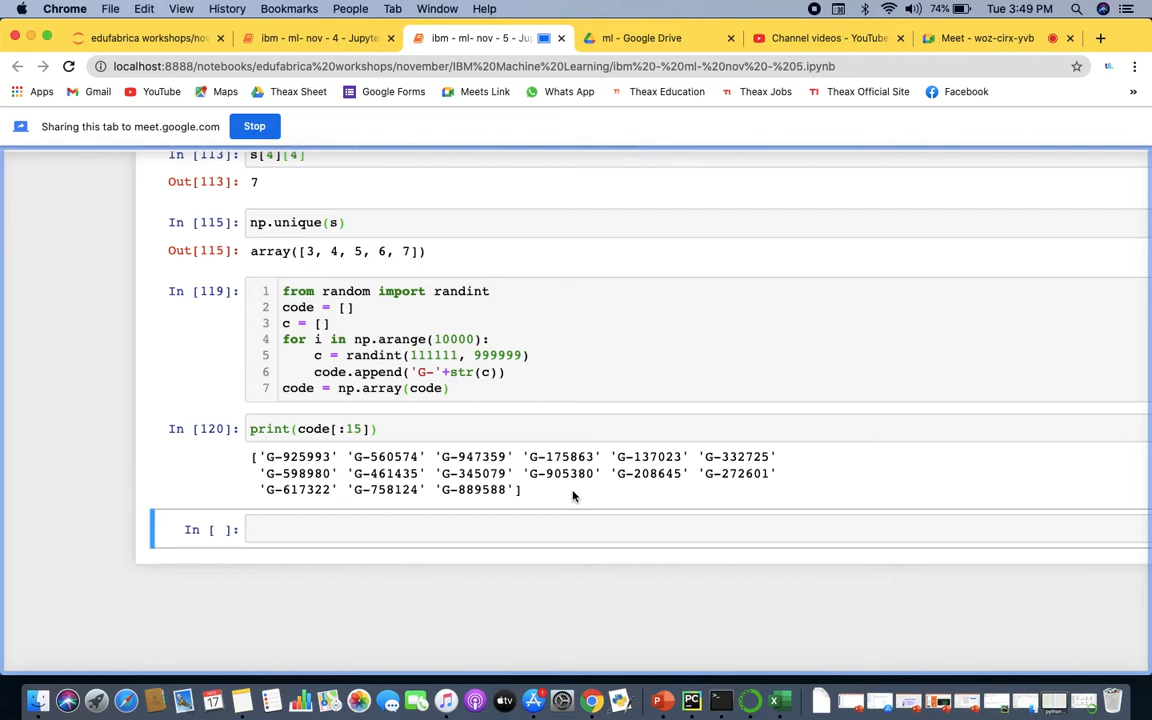 Chrome File Edit View History Bookmarks People Tab Window Help 74% Tue 3:49 PM
edufabrica workshops/nov ibm - ml- nov - 4 - Jupyte ibm - ml- nov - 5 - Ju ml - Google Drive Channel videos - YouTube Meet - woz-cirx-yvb
localhost:8888/notebooks/edufabrica%20workshops/november/IBM%20Machine%20Learning/ibm%20-%20ml-%20nov%20-%205.ipynb
Apps Gmail YouTube Maps Theax Sheet Google Forms Meets Link Whats App Theax Education Theax Jobs Theax Official Site Facebook »
Sharing this tab to meet.google.com Stop
In [113]: s[4][4]
Out[113]: 7
In [115]: np.unique(s)
Out[115]: array([3, 4, 5, 6, 7])
In [119]: 1 from random import randint
2 code = []
3 c = []
4 for i in np.arange(10000):
5 c = randint(111111, 999999)
6 code.append('G-'+str(c))
7 code = np.array(code)
In [120]: print(code[:15])
['G-925993' 'G-560574' 'G-947359' 'G-175863' 'G-137023' 'G-332725'
'G-598980' 'G-461435' 'G-345079' 'G-905380' 'G-208645' 'G-272601'
'G-617322' 'G-758124' 'G-889588']
In [ ]:
17